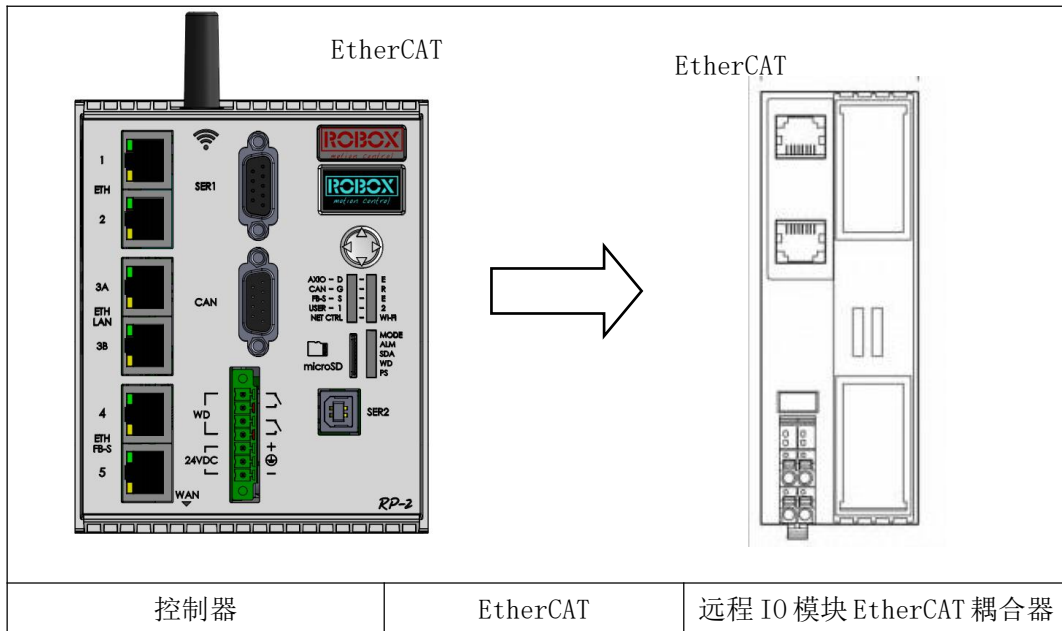 EtherCAT
EtherCAT
1
ETH
2
3A
ETH
LAN
3B
4
ETH
FB-S
5
WAN
SER1
CAN
WD
24VDC
+
-
ROBOX
motion control
ROBOX
motion control
AXIO - D - E
CAN - G - R
FB-S - S - E
USER - 1 - 2
NET CTRL - WI-FI
MODE
ALM
SDA
WD
PS
microSD
SER2
RP-2
控制器
EtherCAT
远程IO模块EtherCAT耦合器